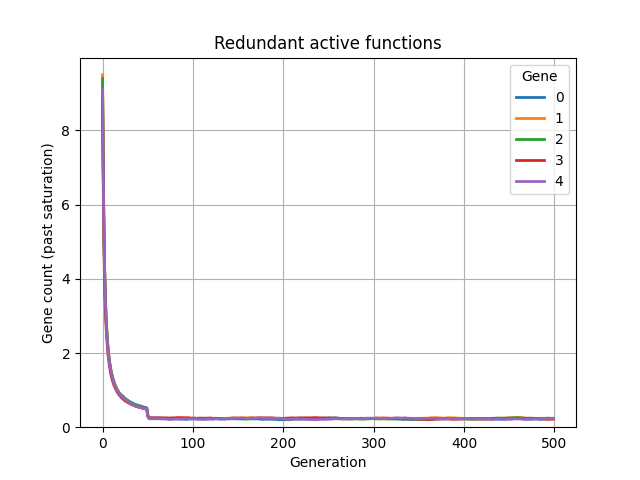 Redundant active functions
Gene count (past saturation)
8
6
4
2
0
0 100 200 300 400 500
Generation
Gene
0
1
2
3
4